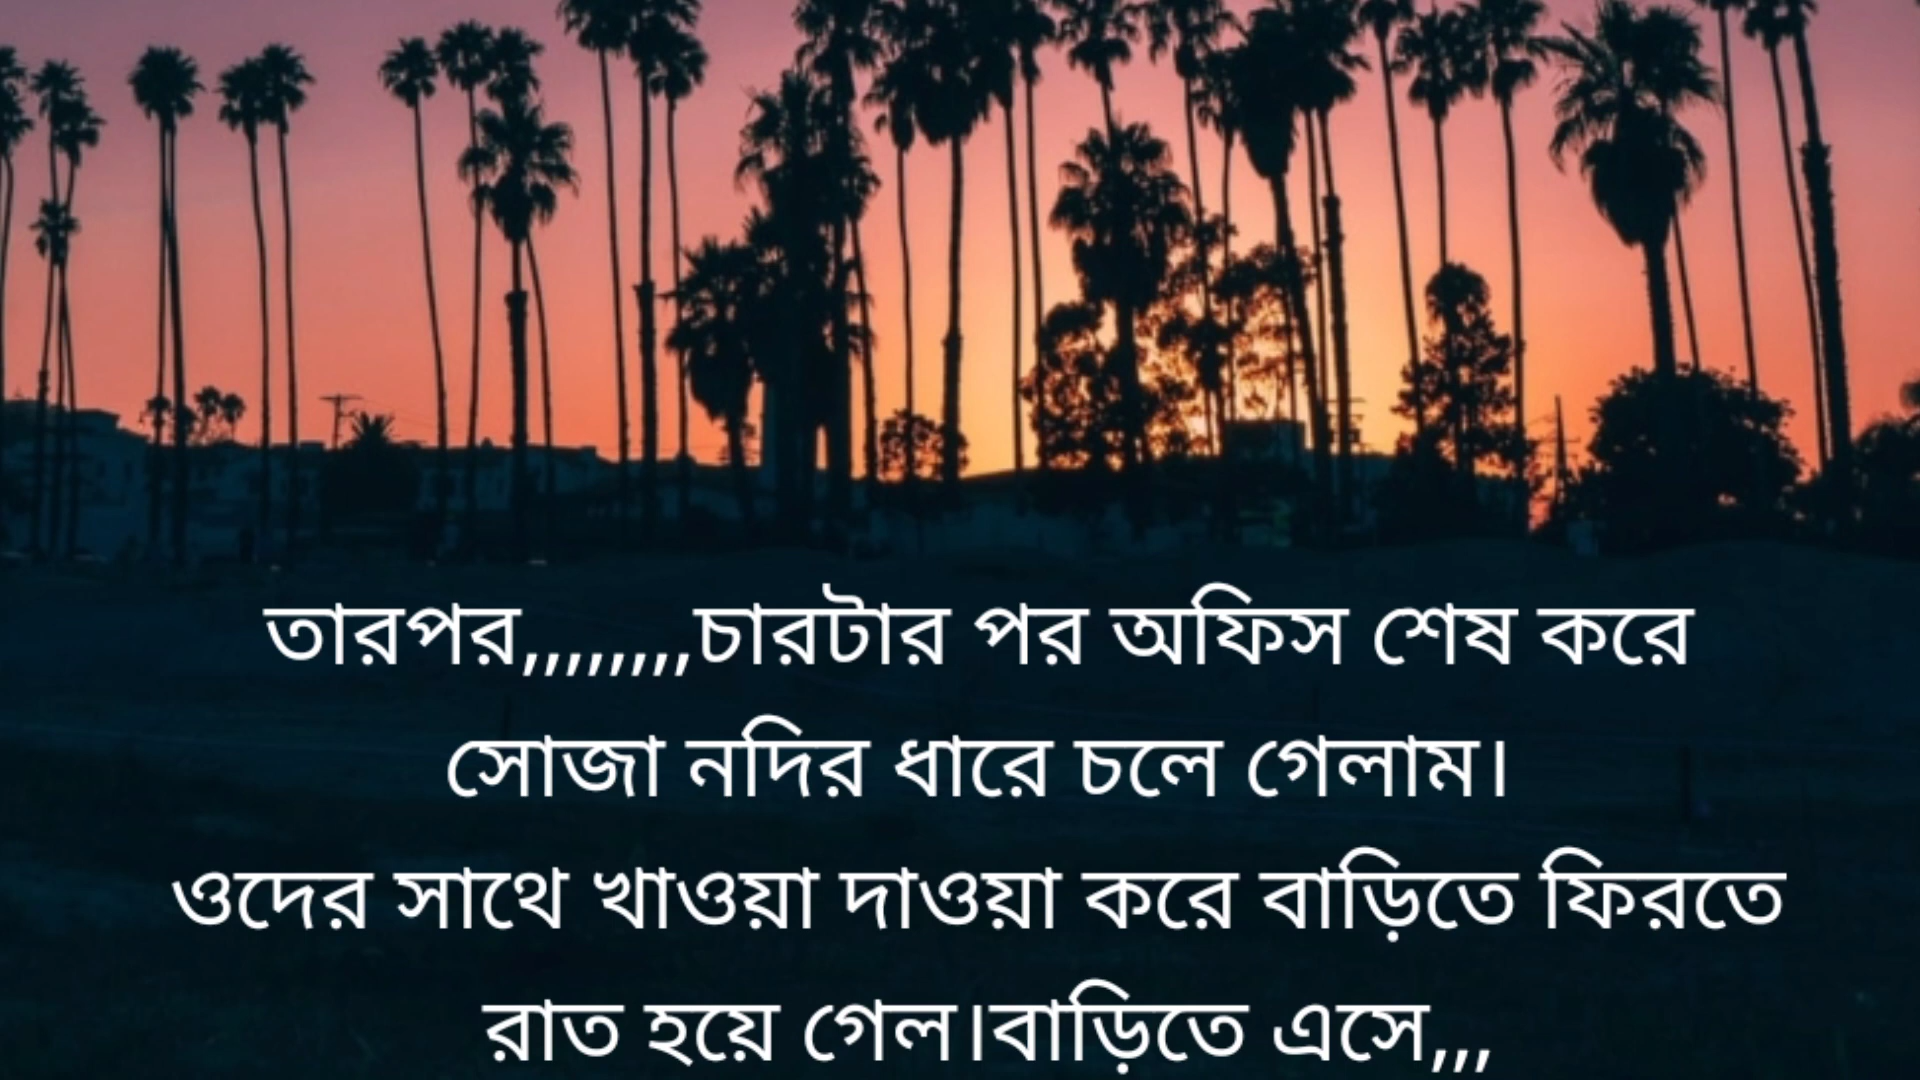 তারপর,,,,,,,,চারটার পর অফিস শেষ করে
সোজা নদির ধারে চলে গেলাম।
ওদের সাথে খাওয়া দাওয়া করে বাড়িতে ফিরতে
রাত হয়ে গেল।বাড়িতে এসে,,,